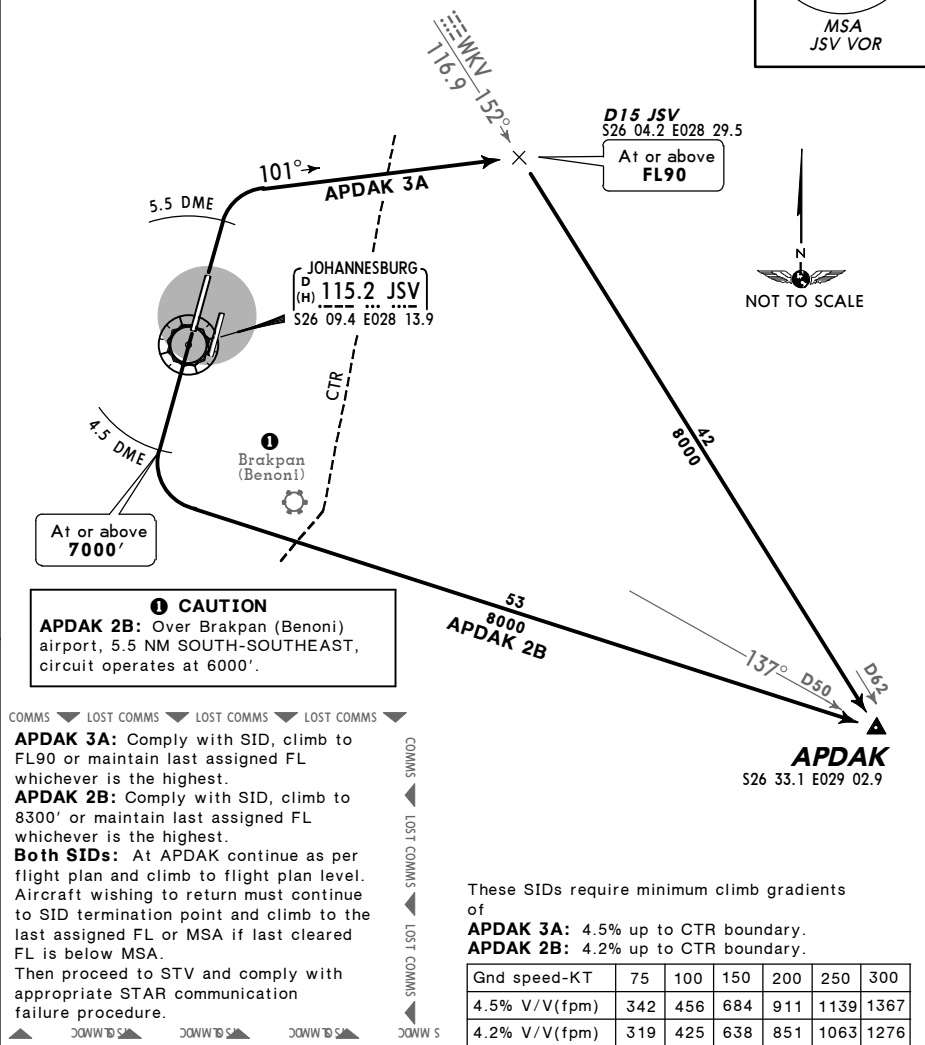 MSA
JSV VOR
WKV
116.9
152°
D15 JSV
S26 04.2 E028 29.5
At or above
FL90
101°
APDAK 3A
5.5 DME
JOHANNESBURG
D
(H) 115.2 JSV
S26 09.4 E028 13.9
N
NOT TO SCALE
CTR
4.5 DME
❶
Brakpan
(Benoni)
42
8000
At or above
7000'
53
8000
APDAK 2B
137°
D50
D62
APDAK
S26 33.1 E029 02.9
❶ CAUTION
APDAK 2B: Over Brakpan (Benoni)
airport, 5.5 NM SOUTH-SOUTHEAST,
circuit operates at 6000'.
COMMS LOST COMMS LOST COMMS LOST COMMS
APDAK 3A: Comply with SID, climb to
FL90 or maintain last assigned FL
whichever is the highest.
APDAK 2B: Comply with SID, climb to
8300' or maintain last assigned FL
whichever is the highest.
Both SIDs: At APDAK continue as per
flight plan and climb to flight plan level.
Aircraft wishing to return must continue
to SID termination point and climb to the
last assigned FL or MSA if last cleared
FL is below MSA.
Then proceed to STV and comply with
appropriate STAR communication
failure procedure.
COMMS LOST COMMS LOST COMMS
These SIDs require minimum climb gradients
of
APDAK 3A: 4.5% up to CTR boundary.
APDAK 2B: 4.2% up to CTR boundary.
Gnd speed-KT 75 100 150 200 250 300
4.5% V/V(fpm) 342 456 684 911 1139 1367
4.2% V/V(fpm) 319 425 638 851 1063 1276